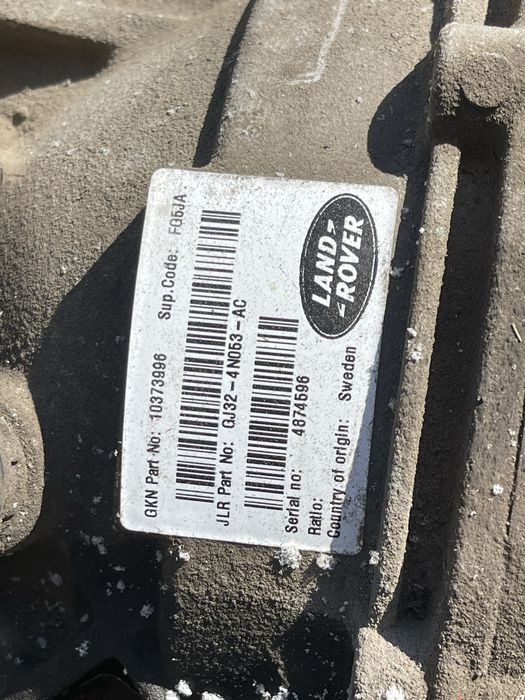 GKN Part No: 10373996 Sup.Code: F05JA
JLR Part No: GJ32-4N053-AC
Serial no: 4874596
Ratio:
Country of origin: Sweden
LAND-
-ROVER